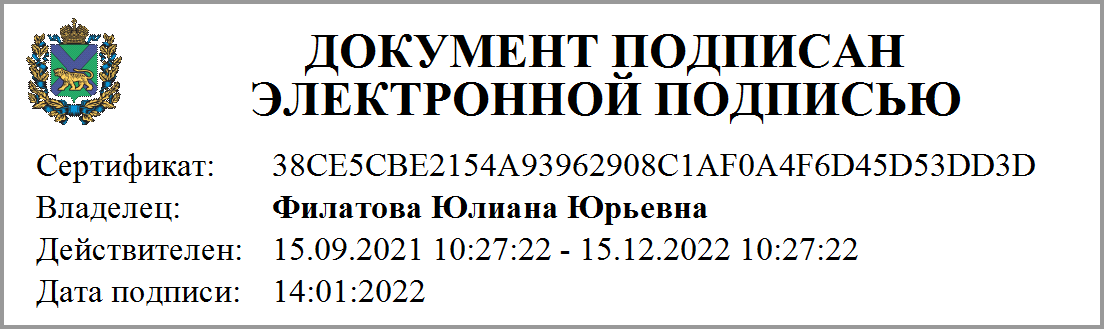 ДОКУМЕНТ ПОДПИСАН
ЭЛЕКТРОННОЙ ПОДПИСЬЮ
Сертификат: 38CE5CBE2154A93962908C1AF0A4F6D45D53DD3D
Владелец: Филатова Юлиана Юрьевна
Действителен: 15.09.2021 10:27:22 - 15.12.2022 10:27:22
Дата подписи: 14:01:2022